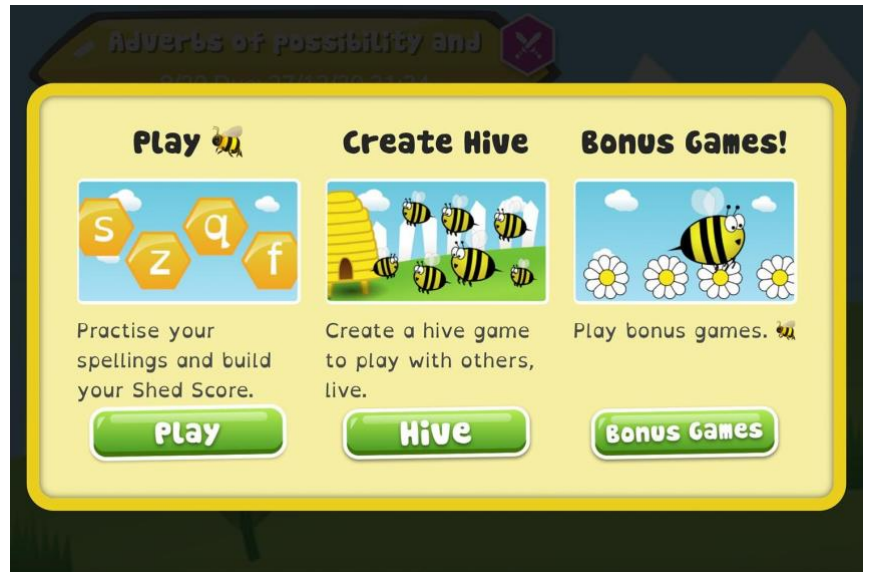 Adverbs of possibility and
Play
Create Hive
Bonus Games!
s
z
q
f
Practise your
spellings and build
your Shed Score.
Create a hive game
to play with others,
live.
Play bonus games.
Play
Hive
Bonus Games